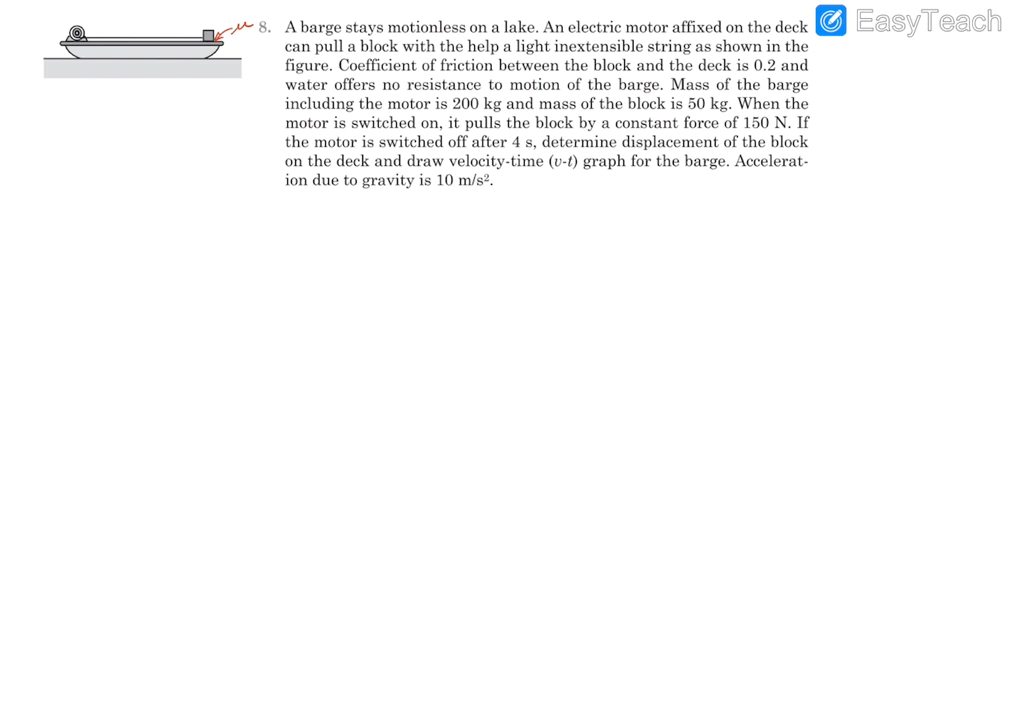 μ
8. A barge stays motionless on a lake. An electric motor affixed on the deck
can pull a block with the help a light inextensible string as shown in the
figure. Coefficient of friction between the block and the deck is 0.2 and
water offers no resistance to motion of the barge. Mass of the barge
including the motor is 200 kg and mass of the block is 50 kg. When the
motor is switched on, it pulls the block by a constant force of 150 N. If
the motor is switched off after 4 s, determine displacement of the block
on the deck and draw velocity-time (v-t) graph for the barge. Accelerat-
ion due to gravity is 10 m/s².
EasyTeach